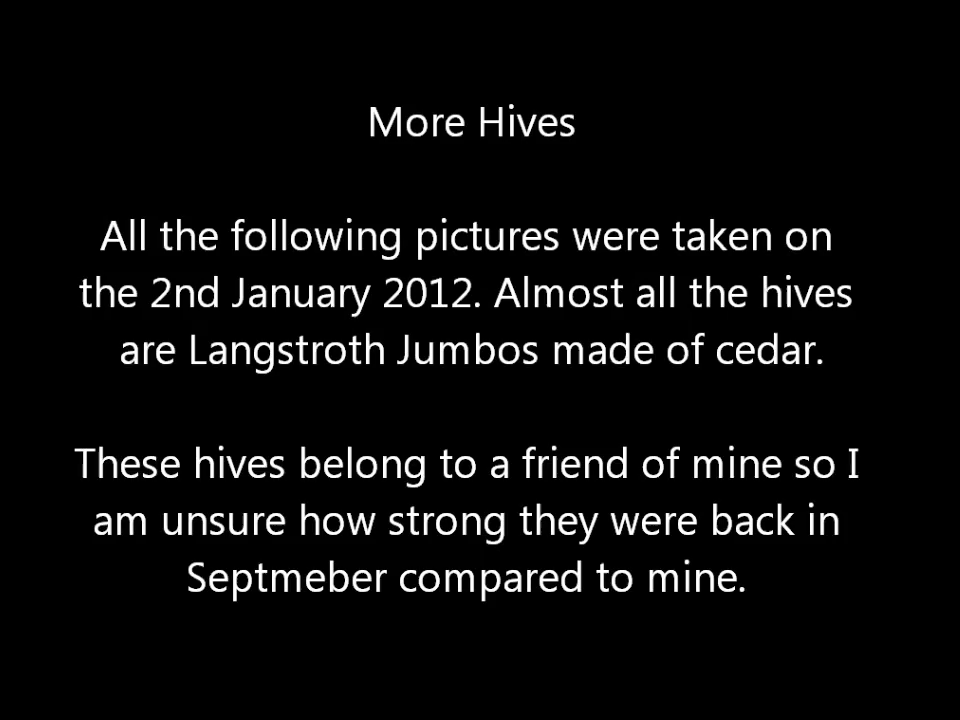 More Hives
All the following pictures were taken on
the 2nd January 2012. Almost all the hives
are Langstroth Jumbos made of cedar.
These hives belong to a friend of mine so I
am unsure how strong they were back in
Septmeber compared to mine.